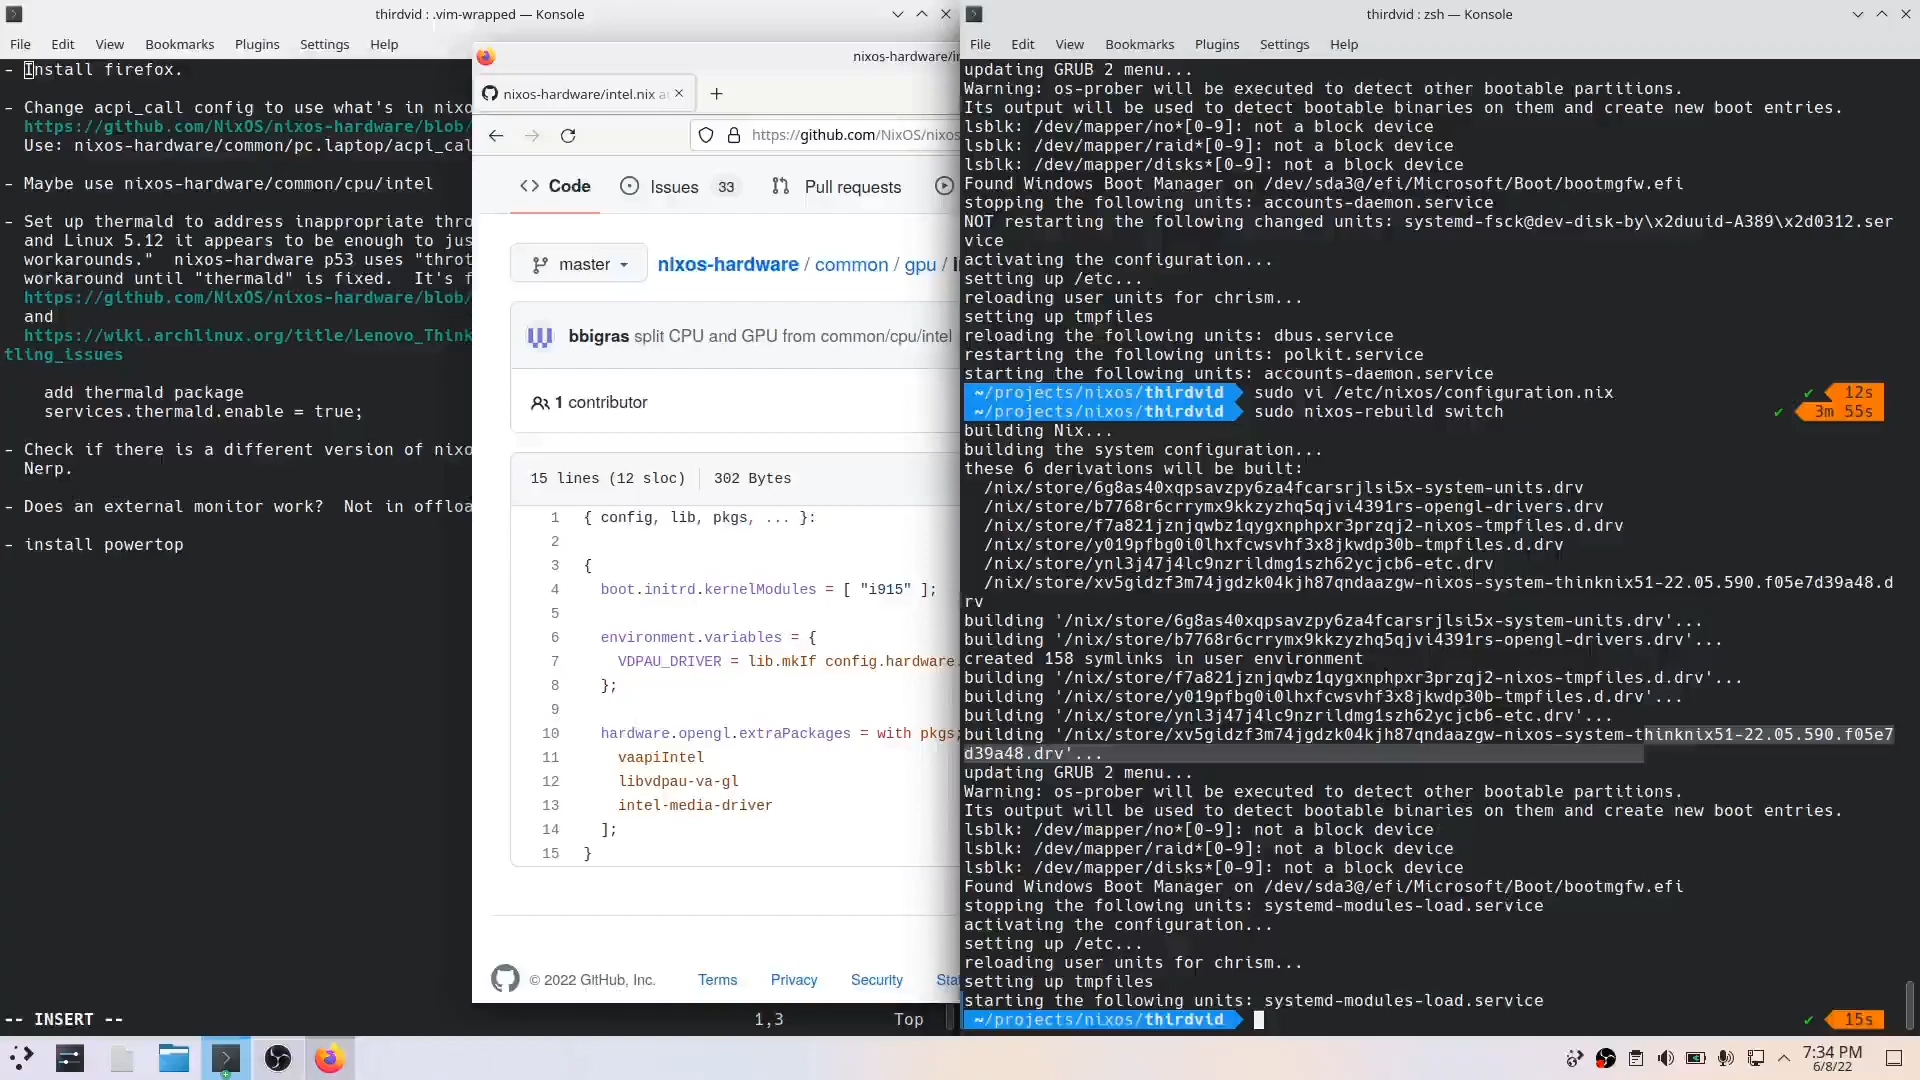 thirdvid : .vim-wrapped — Konsole
File Edit View Bookmarks Plugins Settings Help
- Install firefox.
- Change acpi_call config to use what's in nixo
https://github.com/NixOS/nixos-hardware/blob/
Use: nixos-hardware/common/pc.laptop/acpi_cal
- Maybe use nixos-hardware/common/cpu/intel
- Set up thermald to address inappropriate thro
and Linux 5.12 it appears to be enough to jus
workarounds."  nixos-hardware p53 uses "throt
workaround until "thermald" is fixed.  It's f
https://github.com/NixOS/nixos-hardware/blob/
and
https://wiki.archlinux.org/title/Lenovo_Think
tling_issues
add thermald package
services.thermald.enable = true;
- Check if there is a different version of nixo
Nerp.
- Does an external monitor work?  Not in offloa
- install powertop
-- INSERT --
1,3 Top
nixos-hardware/in
nixos-hardware/intel.nix at
https://github.com/NixOS/nixos
Code Issues 33 Pull requests
master nixos-hardware / common / gpu / i
bbigras split CPU and GPU from common/cpu/intel
1 contributor
15 lines (12 sloc) 302 Bytes
1 { config, lib, pkgs, ... }:
2
3 {
4 boot.initrd.kernelModules = [ "i915" ];
5
6 environment.variables = {
7 VDPAU_DRIVER = lib.mkIf config.hardware.
8 };
9
10 hardware.opengl.extraPackages = with pkgs;
11 vaapiIntel
12 libvdpau-va-gl
13 intel-media-driver
14 ];
15 }
© 2022 GitHub, Inc. Terms Privacy Security Stat
thirdvid : zsh — Konsole
File Edit View Bookmarks Plugins Settings Help
updating GRUB 2 menu...
Warning: os-prober will be executed to detect other bootable partitions.
Its output will be used to detect bootable binaries on them and create new boot entries.
lsblk: /dev/mapper/no*[0-9]: not a block device
lsblk: /dev/mapper/raid*[0-9]: not a block device
lsblk: /dev/mapper/disks*[0-9]: not a block device
Found Windows Boot Manager on /dev/sda3@/efi/Microsoft/Boot/bootmgfw.efi
stopping the following units: accounts-daemon.service
NOT restarting the following changed units: systemd-fsck@dev-disk-by\x2duuid-A389\x2d0312.ser
vice
activating the configuration...
setting up /etc...
reloading user units for chrism...
setting up tmpfiles
reloading the following units: dbus.service
restarting the following units: polkit.service
starting the following units: accounts-daemon.service
~/projects/nixos/thirdvid sudo vi /etc/nixos/configuration.nix ✔ 12s
~/projects/nixos/thirdvid sudo nixos-rebuild switch ✔ 3m 55s
building Nix...
building the system configuration...
these 6 derivations will be built:
/nix/store/6g8as40xqpsavzpy6za4fcarsrjlsi5x-system-units.drv
/nix/store/b7768r6crrymx9kkzyzhq5qjvi4391rs-opengl-drivers.drv
/nix/store/f7a821jznjqwbz1qygxnphpxr3przqj2-nixos-tmpfiles.d.drv
/nix/store/y019pfbg0i0lhxfcwsvhf3x8jkwdp30b-tmpfiles.d.drv
/nix/store/ynl3j47j4lc9nzrildmg1szh62ycjcb6-etc.drv
/nix/store/xv5gidzf3m74jgdzk04kjh87qndaazgw-nixos-system-thinknix51-22.05.590.f05e7d39a48.d
rv
building '/nix/store/6g8as40xqpsavzpy6za4fcarsrjlsi5x-system-units.drv'...
building '/nix/store/b7768r6crrymx9kkzyzhq5qjvi4391rs-opengl-drivers.drv'...
created 158 symlinks in user environment
building '/nix/store/f7a821jznjqwbz1qygxnphpxr3przqj2-nixos-tmpfiles.d.drv'...
building '/nix/store/y019pfbg0i0lhxfcwsvhf3x8jkwdp30b-tmpfiles.d.drv'...
building '/nix/store/ynl3j47j4lc9nzrildmg1szh62ycjcb6-etc.drv'...
building '/nix/store/xv5gidzf3m74jgdzk04kjh87qndaazgw-nixos-system-thinknix51-22.05.590.f05e7
d39a48.drv'...
updating GRUB 2 menu...
Warning: os-prober will be executed to detect other bootable partitions.
Its output will be used to detect bootable binaries on them and create new boot entries.
lsblk: /dev/mapper/no*[0-9]: not a block device
lsblk: /dev/mapper/raid*[0-9]: not a block device
lsblk: /dev/mapper/disks*[0-9]: not a block device
Found Windows Boot Manager on /dev/sda3@/efi/Microsoft/Boot/bootmgfw.efi
stopping the following units: systemd-modules-load.service
activating the configuration...
setting up /etc...
reloading user units for chrism...
setting up tmpfiles
starting the following units: systemd-modules-load.service
~/projects/nixos/thirdvid ✔ 15s
7:34 PM
6/8/22